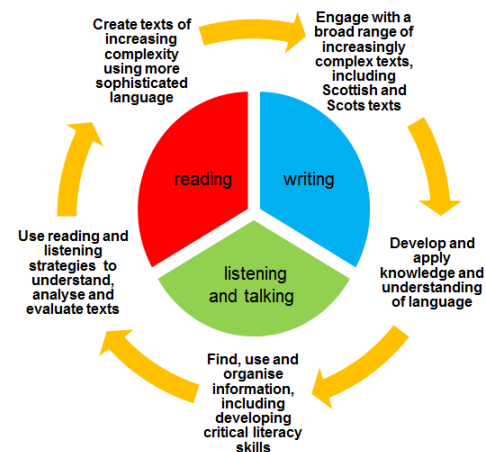 Create texts of
increasing
complexity
using more
sophisticated
language
Engage with a
broad range of
increasingly
complex texts,
including
Scottish and
Scots texts
reading
writing
listening
and talking
Use reading and
listening
strategies to
understand,
analyse and
evaluate texts
Develop and
apply
knowledge and
understanding
of language
Find, use and
organise
information,
including
developing
critical literacy
skills